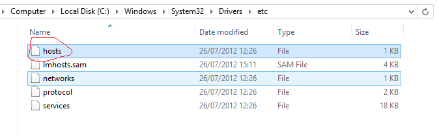 Computer ▸ Local Disk (C:) ▸ Windows ▸ System32 ▸ Drivers ▸ etc
Name Date modified Type Size
hosts 26/07/2012 12:26 File 1 KB
lmhosts.sam 26/07/2012 15:11 SAM File 4 KB
networks 26/07/2012 12:26 File 1 KB
protocol 26/07/2012 12:26 File 2 KB
services 26/07/2012 12:26 File 18 KB